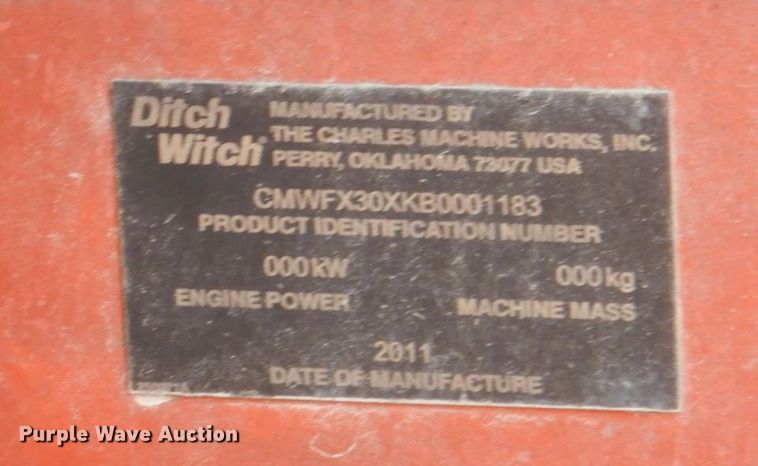 Ditch Witch
MANUFACTURED BY
THE CHARLES MACHINE WORKS, INC.
PERRY, OKLAHOMA 73077 USA
CMWFX30XKB0001183
PRODUCT IDENTIFICATION NUMBER
000kW
ENGINE POWER
000kg
MACHINE MASS
2011
DATE OF MANUFACTURE
Purple Wave Auction